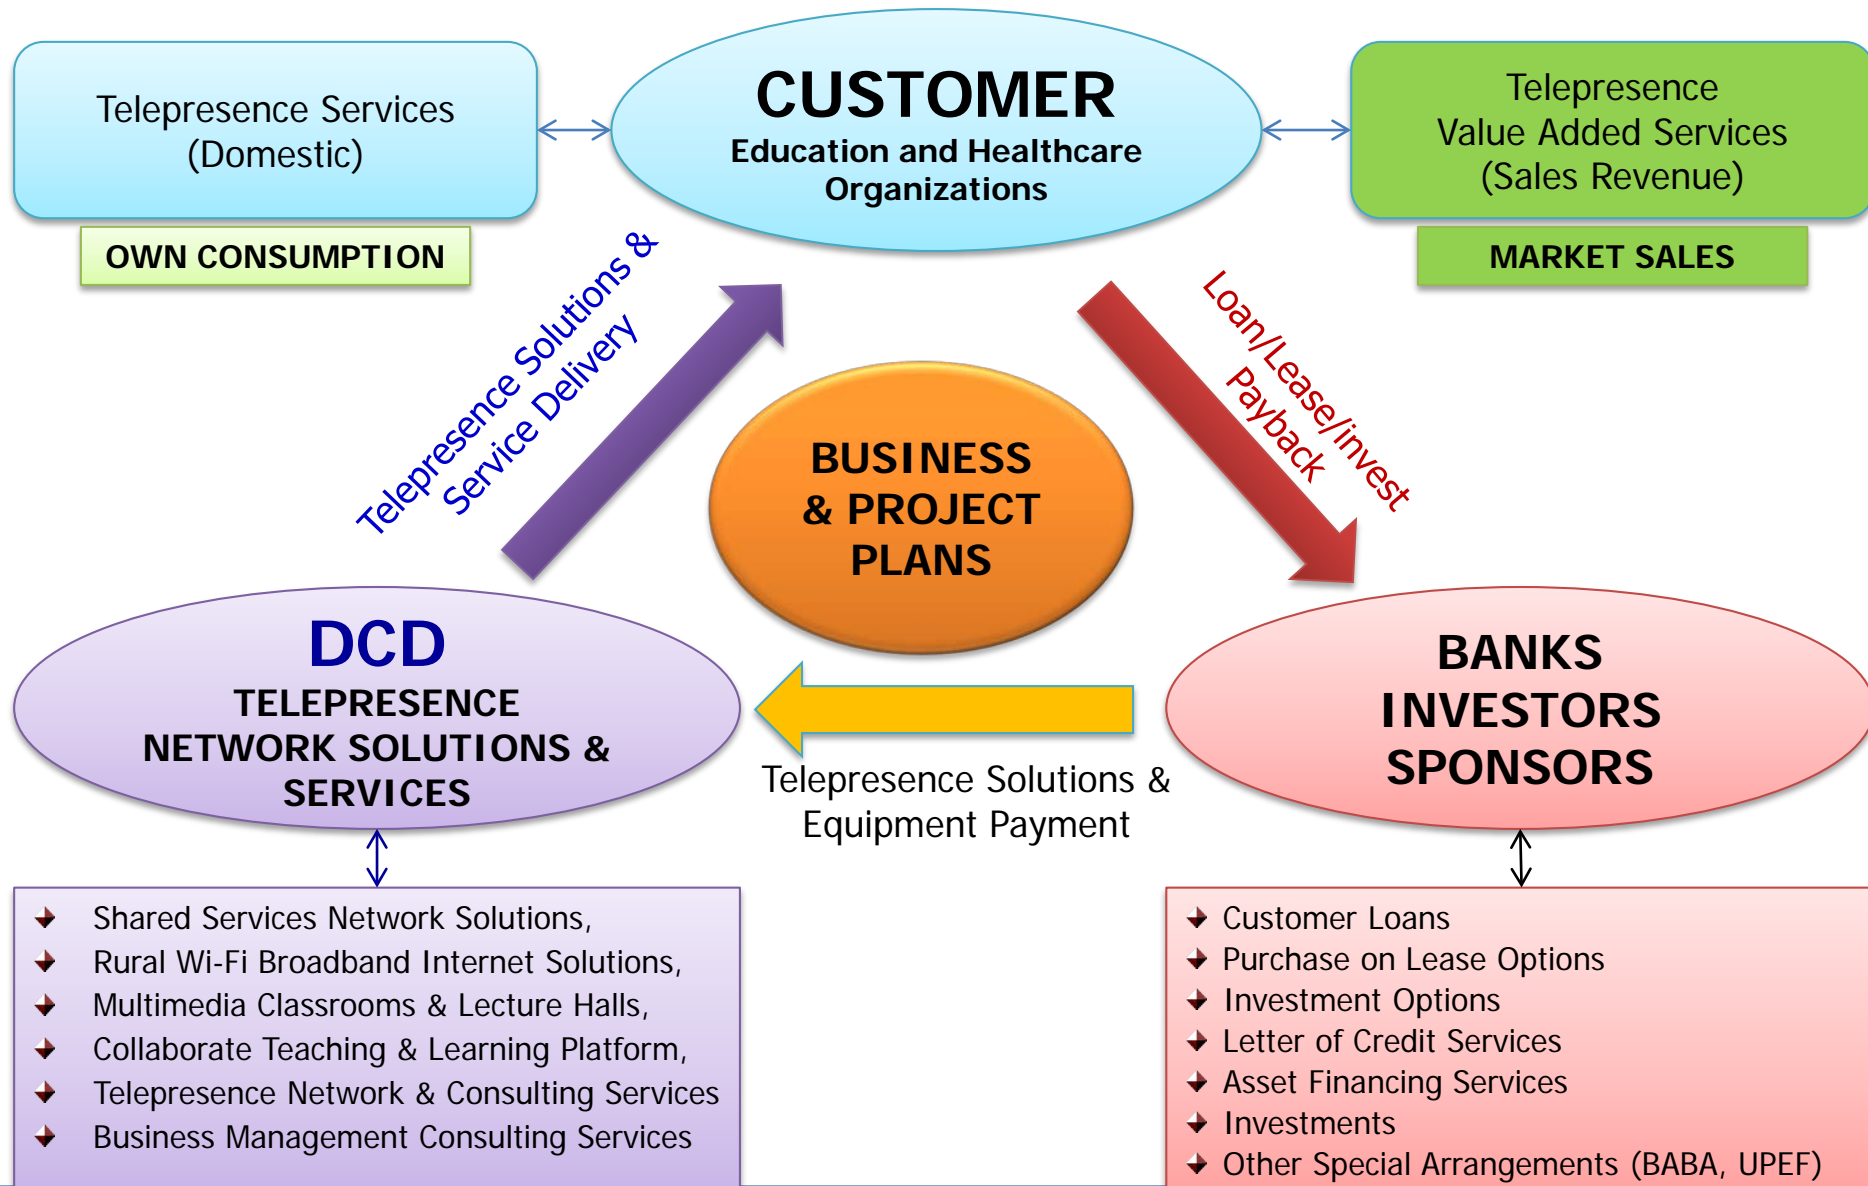 Telepresence Services
(Domestic)
OWN CONSUMPTION
CUSTOMER
Education and Healthcare
Organizations
Telepresence
Value Added Services
(Sales Revenue)
MARKET SALES
Telepresence Solutions &
Service Delivery
Loan/Lease/invest
Payback
BUSINESS
& PROJECT
PLANS
DCD
TELEPRESENCE
NETWORK SOLUTIONS &
SERVICES
Telepresence Solutions &
Equipment Payment
BANKS
INVESTORS
SPONSORS
Shared Services Network Solutions,
Rural Wi-Fi Broadband Internet Solutions,
Multimedia Classrooms & Lecture Halls,
Collaborate Teaching & Learning Platform,
Telepresence Network & Consulting Services
Business Management Consulting Services
Customer Loans
Purchase on Lease Options
Investment Options
Letter of Credit Services
Asset Financing Services
Investments
Other Special Arrangements (BABA, UPEF)